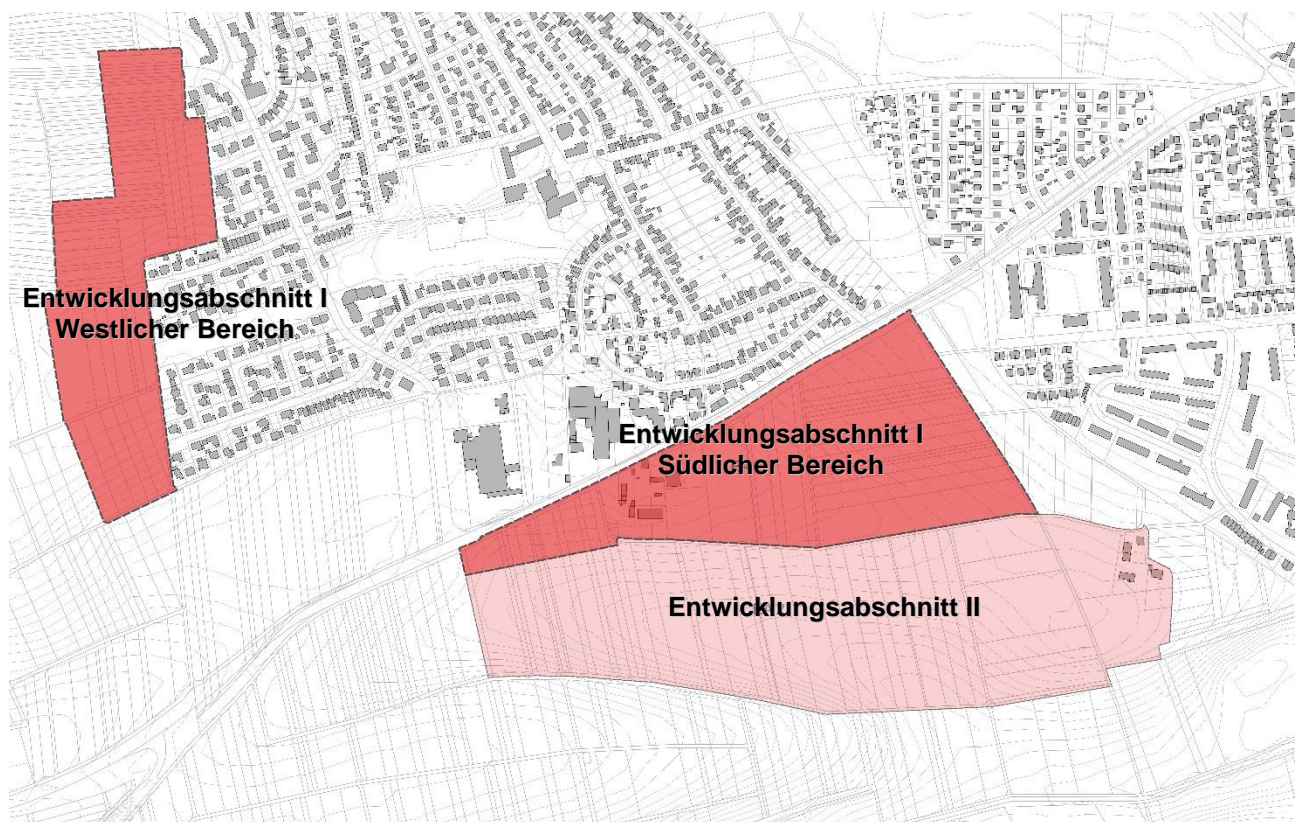 Entwicklungsabschnitt I
Westlicher Bereich
Entwicklungsabschnitt I
Südlicher Bereich
Entwicklungsabschnitt II